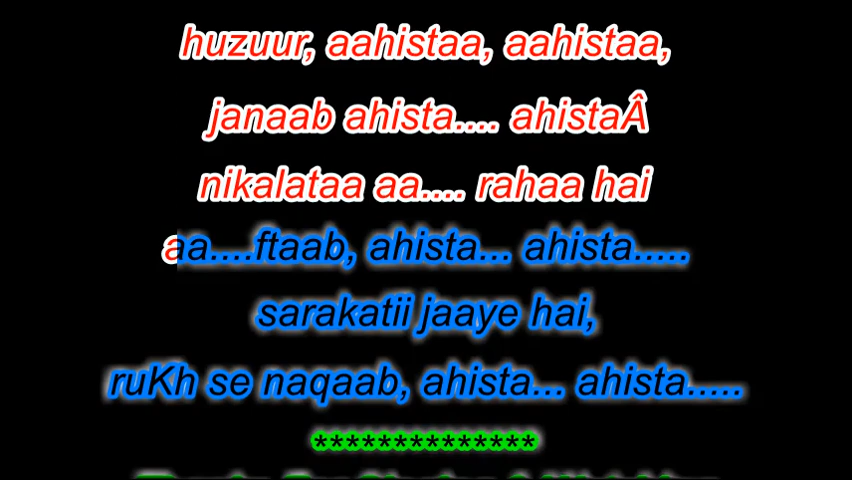 huzuur, aahistaa, aahistaa,
janaab ahista.... ahistaÂ
nikalataa aa.... rahaa hai
aa....ftaab, ahista... ahista.....
sarakatii jaaye hai,
ruKh se naqaab, ahista... ahista.....
**************